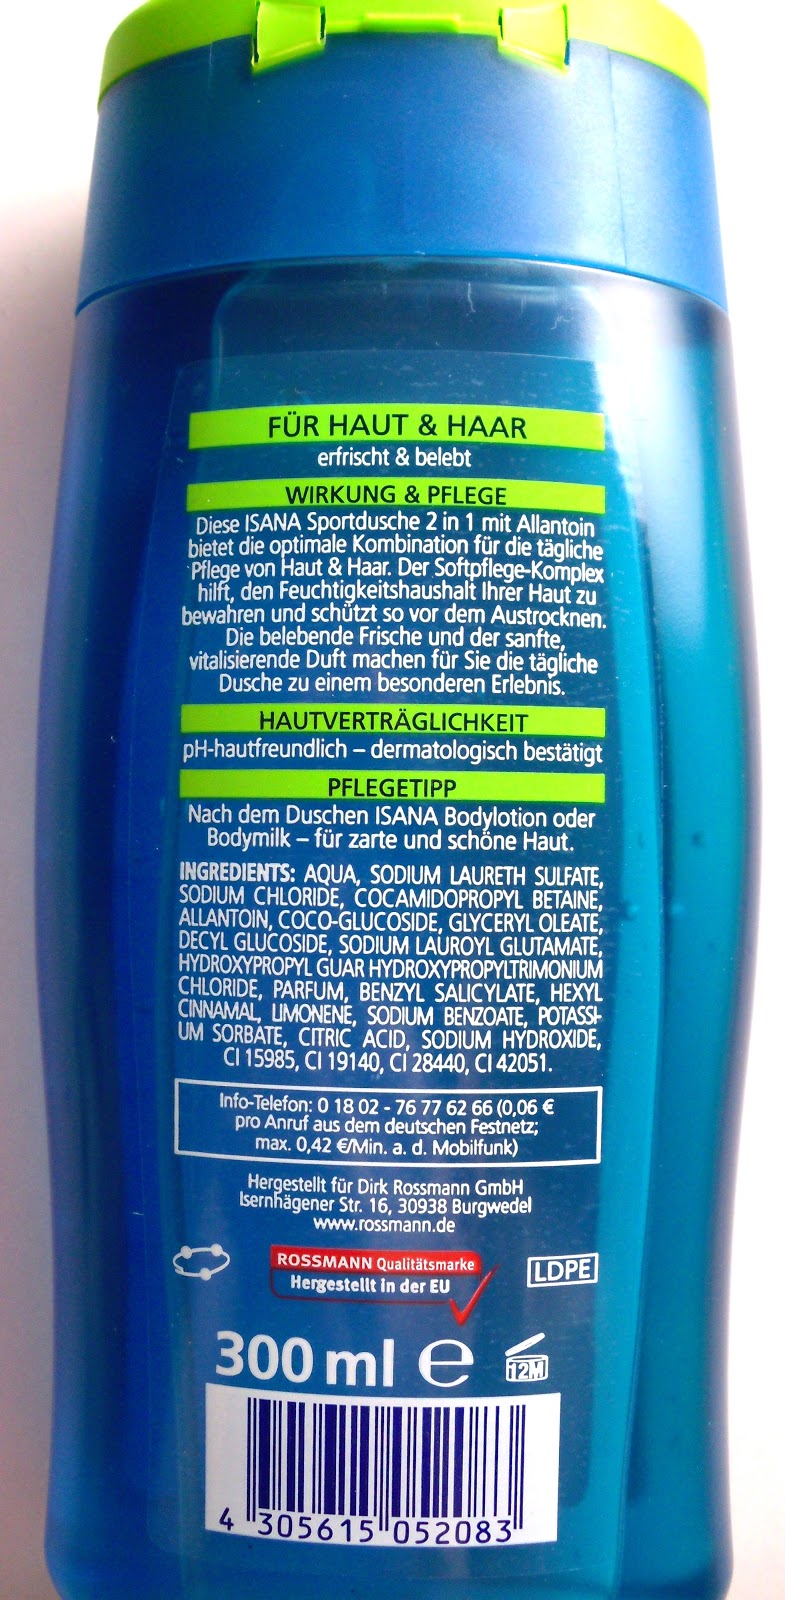 FÜR HAUT & HAAR
erfrischt & belebt
WIRKUNG & PFLEGE
Diese ISANA Sportdusche 2 in 1 mit Allantoin
bietet die optimale Kombination für die tägliche
Pflege von Haut & Haar. Der Softpflege-Komplex
hilft, den Feuchtigkeitshaushalt Ihrer Haut zu
bewahren und schützt so vor dem Austrocknen.
Die belebende Frische und der sanfte,
vitalisierende Duft machen für Sie die tägliche
Dusche zu einem besonderen Erlebnis.
HAUTVERTRÄGLICHKEIT
pH-hautfreundlich – dermatologisch bestätigt
PFLEGETIPP
Nach dem Duschen ISANA Bodylotion oder
Bodymilk – für zarte und schöne Haut.
INGREDIENTS: AQUA, SODIUM LAURETH SULFATE,
SODIUM CHLORIDE, COCAMIDOPROPYL BETAINE,
ALLANTOIN, COCO-GLUCOSIDE, GLYCERYL OLEATE,
DECYL GLUCOSIDE, SODIUM LAUROYL GLUTAMATE,
HYDROXYPROPYL GUAR HYDROXYPROPYLTRIMONIUM
CHLORIDE, PARFUM, BENZYL SALICYLATE, HEXYL
CINNAMAL, LIMONENE, SODIUM BENZOATE, POTASSI-
UM SORBATE, CITRIC ACID, SODIUM HYDROXIDE,
CI 15985, CI 19140, CI 28440, CI 42051.
Info-Telefon: 0 18 02 - 76 77 62 66 (0,06 €
pro Anruf aus dem deutschen Festnetz;
max. 0,42 €/Min. a. d. Mobilfunk)
Hergestellt für Dirk Rossmann GmbH
Isernhägener Str. 16, 30938 Burgwedel
www.rossmann.de
ROSSMANN Qualitätsmarke
Hergestellt in der EU
LDPE
300 ml e
12M
4 305615 052083